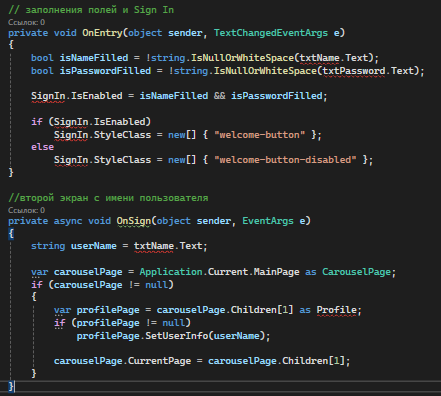 // заполнения полей и Sign In
Ссылок: 0
private void OnEntry(object sender, TextChangedEventArgs e)
{
bool isNameFilled = !string.IsNullOrWhiteSpace(txtName.Text);
bool isPasswordFilled = !string.IsNullOrWhiteSpace(txtPassword.Text);
SignIn.IsEnabled = isNameFilled && isPasswordFilled;
if (SignIn.IsEnabled)
SignIn.StyleClass = new[] { "welcome-button" };
else
SignIn.StyleClass = new[] { "welcome-button-disabled" };
}
//второй экран с имени пользователя
Ссылок: 0
private async void OnSign(object sender, EventArgs e)
{
string userName = txtName.Text;
var carouselPage = Application.Current.MainPage as CarouselPage;
if (carouselPage != null)
{
var profilePage = carouselPage.Children[1] as Profile;
if (profilePage != null)
profilePage.SetUserInfo(userName);
carouselPage.CurrentPage = carouselPage.Children[1];
}
}